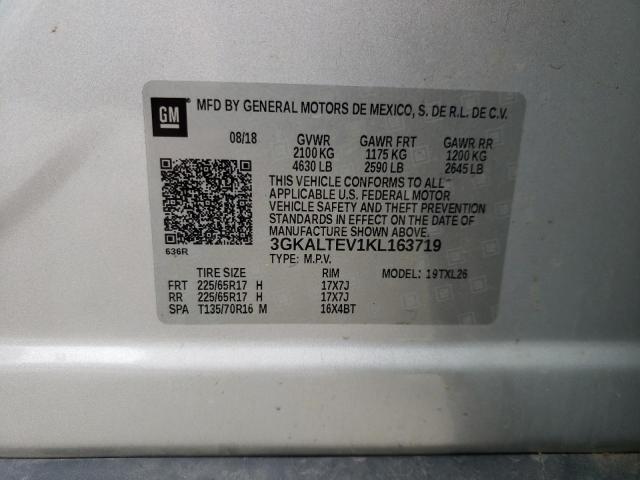 GM
MFD BY GENERAL MOTORS DE MEXICO, S. DE R.L. DE C.V.
08/18 GVWR GAWR FRT GAWR RR
2100 KG 1175 KG 1200 KG
4630 LB 2590 LB 2645 LB
THIS VEHICLE CONFORMS TO ALL
APPLICABLE U.S. FEDERAL MOTOR
VEHICLE SAFETY AND THEFT PREVENTION
STANDARDS IN EFFECT ON THE DATE OF
MANUFACTURE SHOWN ABOVE.
636R 3GKALTEV1KL163719
TYPE: M.P.V.
TIRE SIZE RIM MODEL: 19TXL26
FRT 225/65R17 H 17X7J
RR 225/65R17 H 17X7J
SPA T135/70R16 M 16X4BT